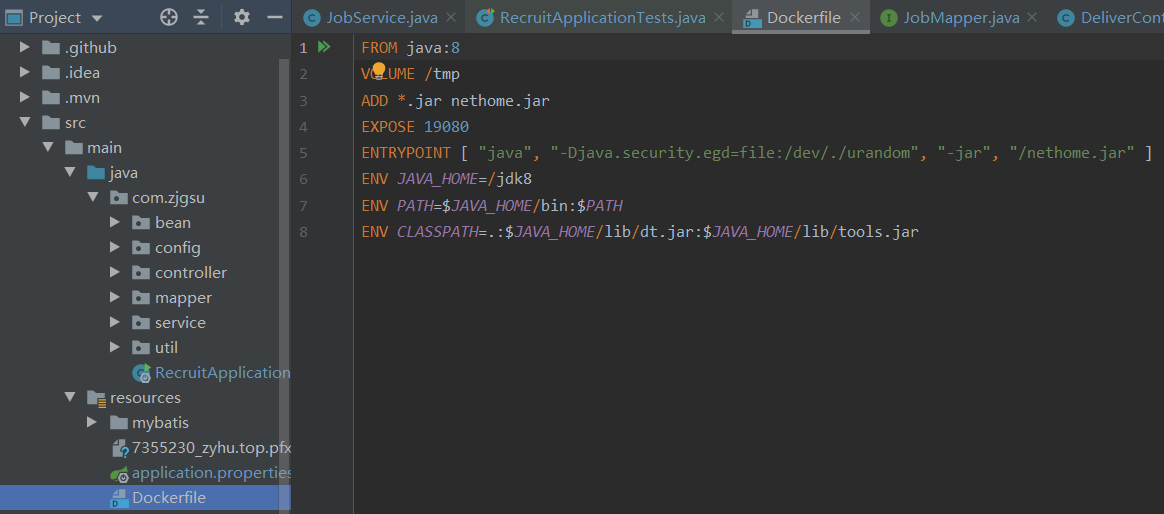 Project
JobService.java
RecruitApplicationTests.java
Dockerfile
JobMapper.java
DeliverCont
.github
.idea
.mvn
src
main
java
com.zjgsu
bean
config
controller
mapper
service
util
RecruitApplication
resources
mybatis
7355230_zyhu.top.pfx
application.properties
Dockerfile
1 FROM java:8
2 VOLUME /tmp
3 ADD *.jar nethome.jar
4 EXPOSE 19080
5 ENTRYPOINT [ "java", "-Djava.security.egd=file:/dev/./urandom", "-jar", "/nethome.jar" ]
6 ENV JAVA_HOME=/jdk8
7 ENV PATH=$JAVA_HOME/bin:$PATH
8 ENV CLASSPATH=.:$JAVA_HOME/lib/dt.jar:$JAVA_HOME/lib/tools.jar